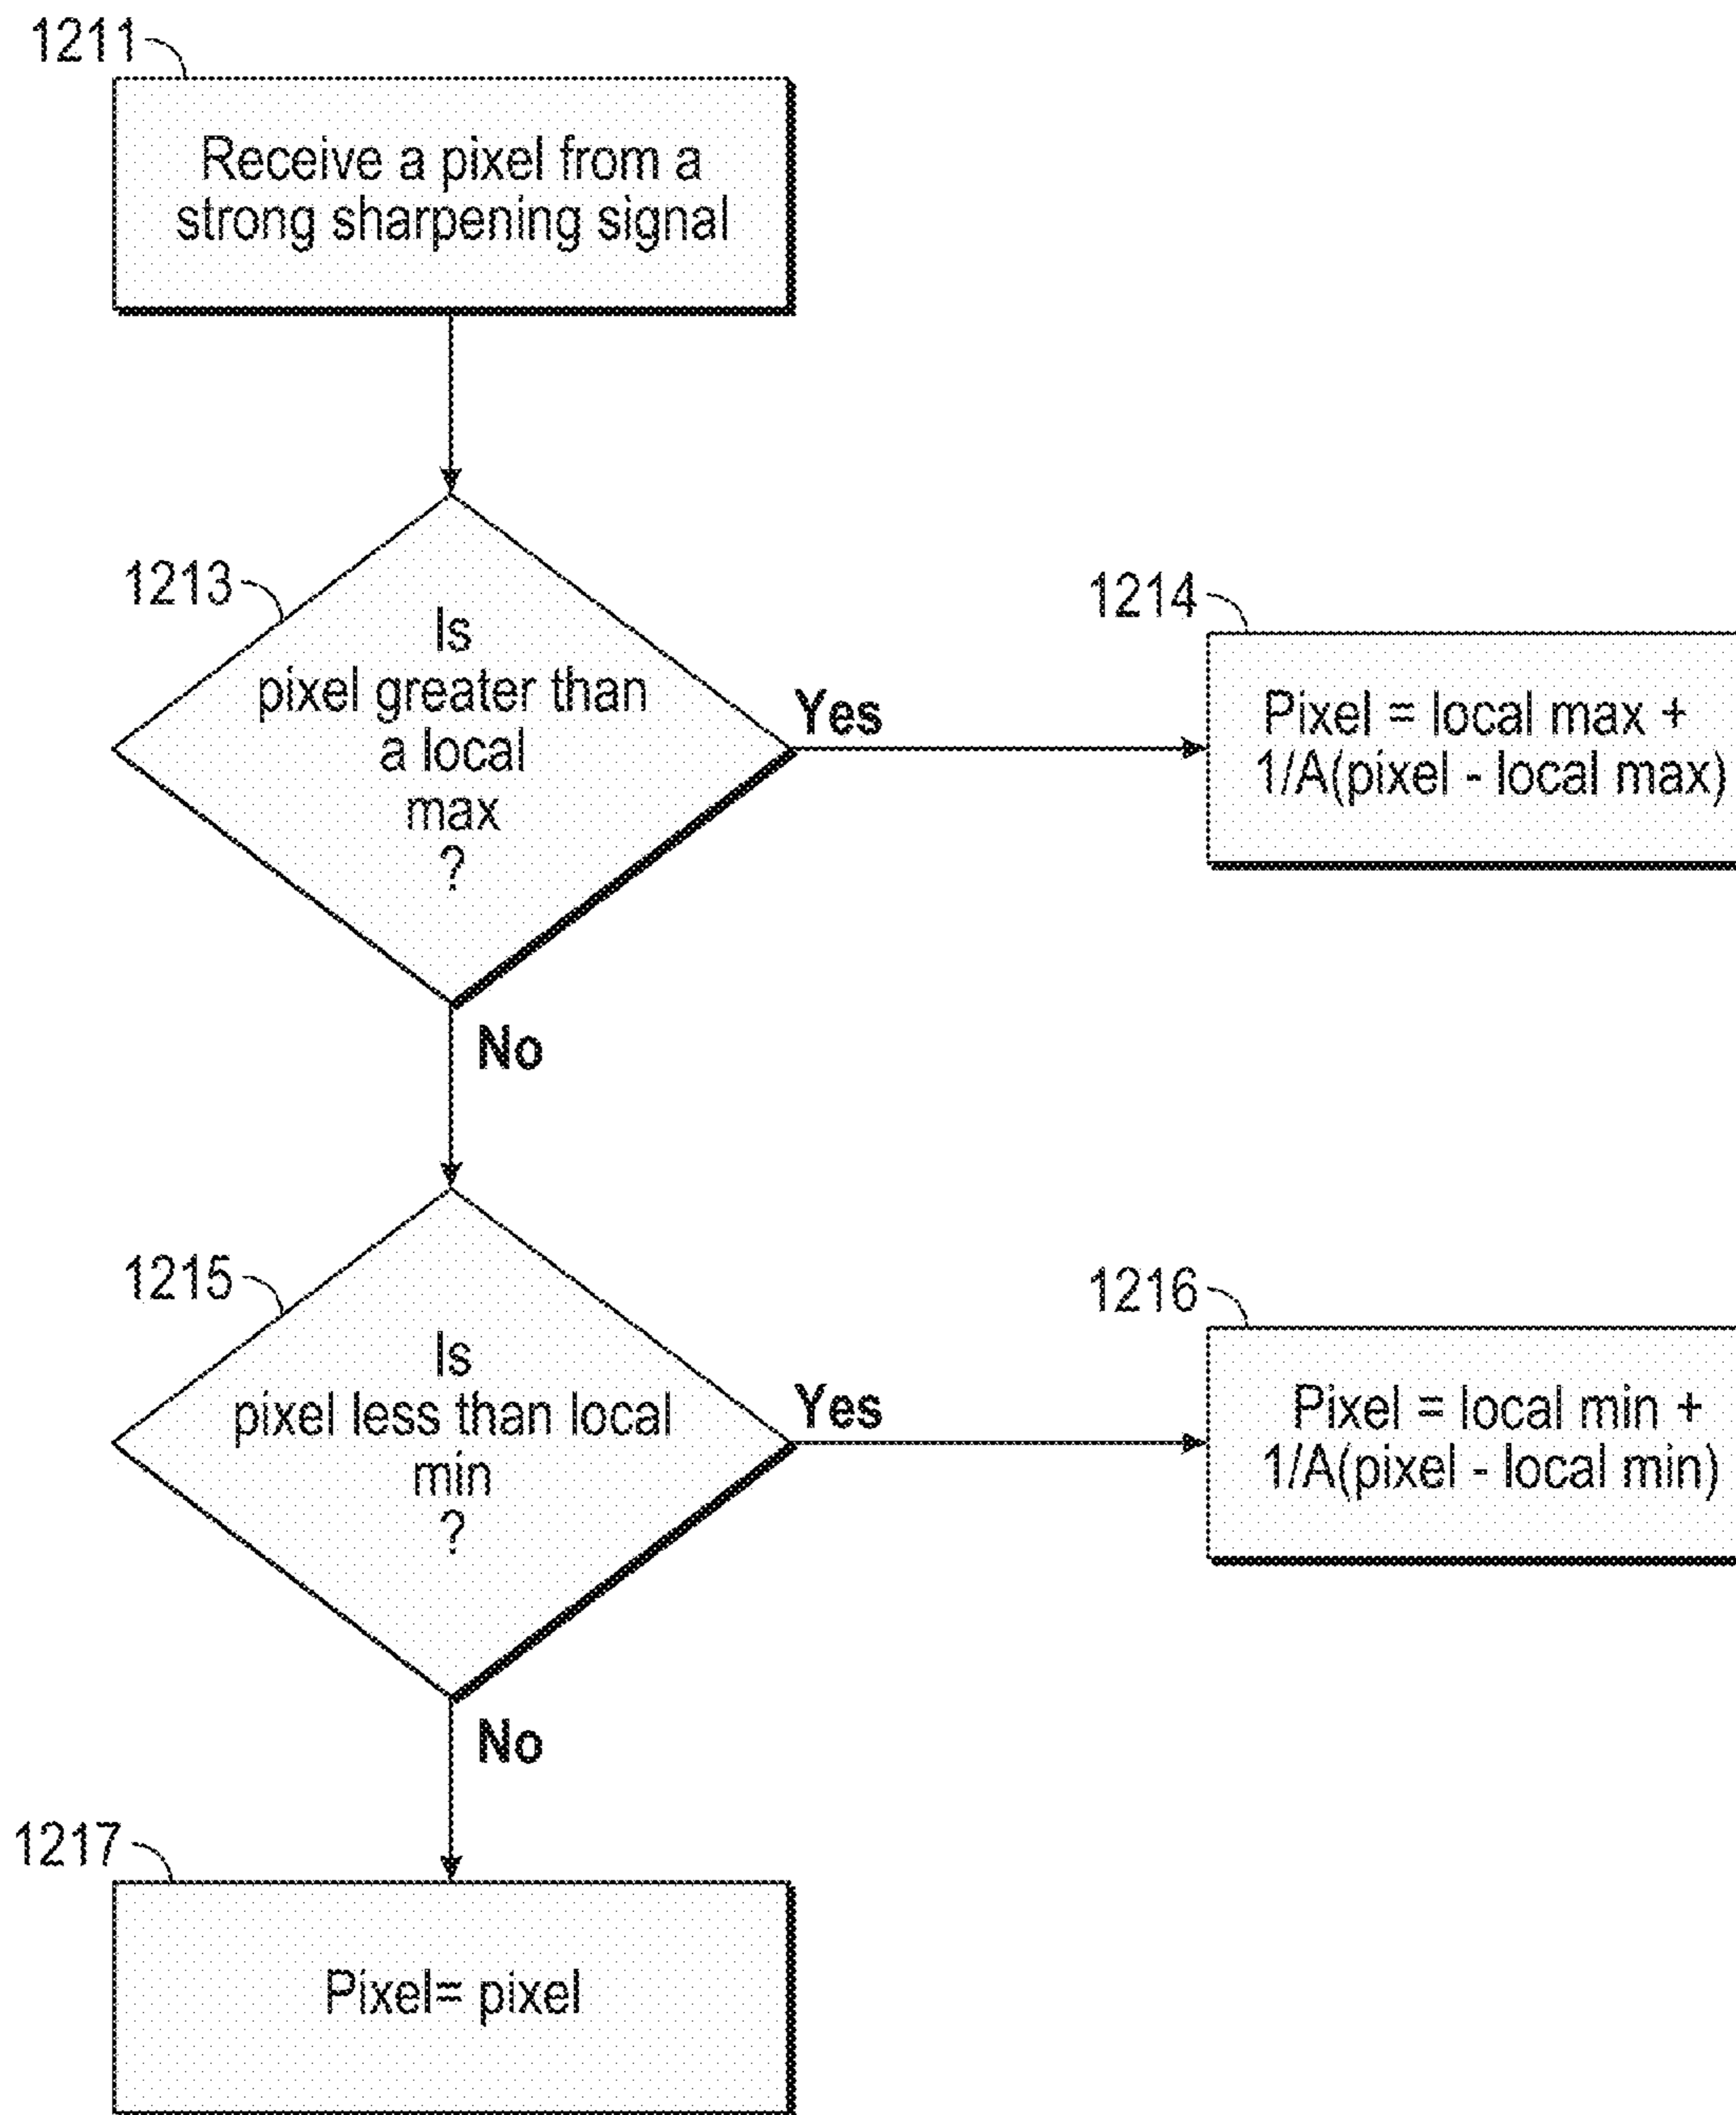 1211
Receive a pixel from a
strong sharpening signal
1213
Is
pixel greater than
a local
max
?
Yes
1214
Pixel = local max +
1/A(pixel - local max)
No
1215
Is
pixel less than local
min
?
Yes
1216
Pixel = local min +
1/A(pixel - local min)
No
1217
Pixel= pixel